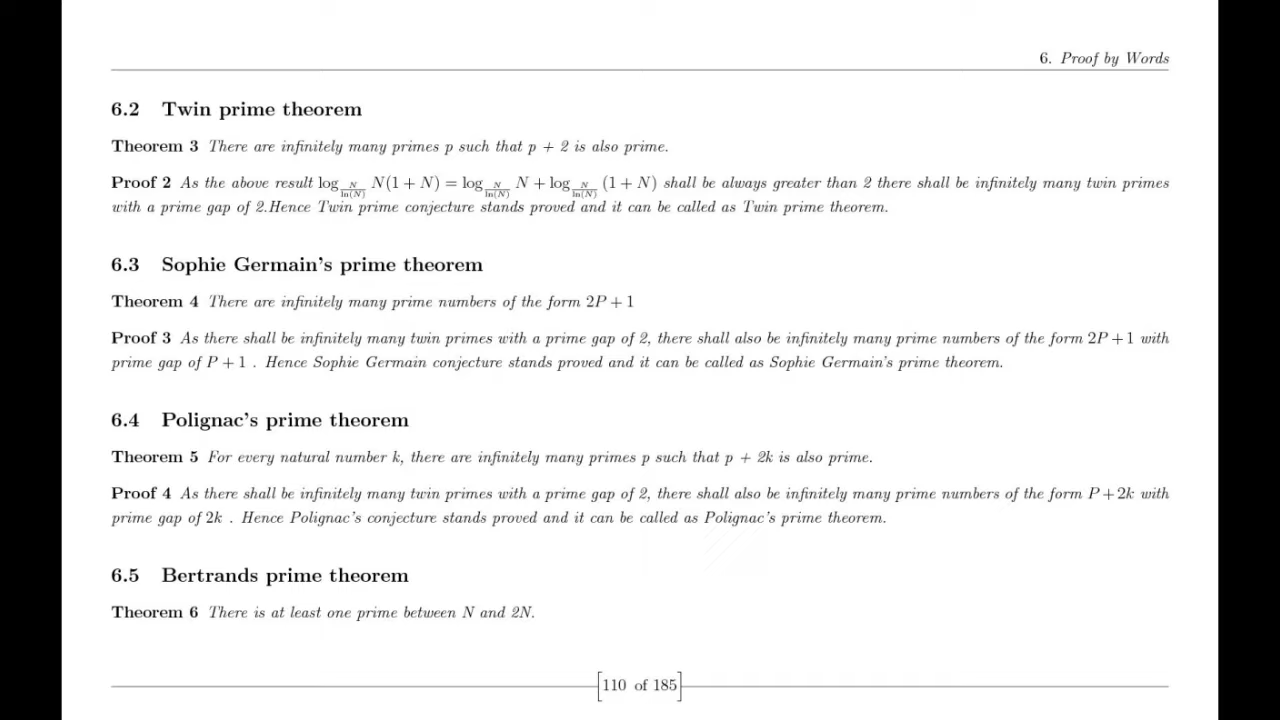 6. Proof by Words
6.2 Twin prime theorem
Theorem 3 There are infinitely many primes p such that p + 2 is also prime.
Proof 2 As the above result log_{N/ln(N)} N(1 + N) = log_{N/ln(N)} N + log_{N/ln(N)} (1 + N) shall be always greater than 2 there shall be infinitely many twin primes
with a prime gap of 2.Hence Twin prime conjecture stands proved and it can be called as Twin prime theorem.
6.3 Sophie Germain's prime theorem
Theorem 4 There are infinitely many prime numbers of the form 2P + 1
Proof 3 As there shall be infinitely many twin primes with a prime gap of 2, there shall also be infinitely many prime numbers of the form 2P + 1 with
prime gap of P + 1 . Hence Sophie Germain conjecture stands proved and it can be called as Sophie Germain's prime theorem.
6.4 Polignac's prime theorem
Theorem 5 For every natural number k, there are infinitely many primes p such that p + 2k is also prime.
Proof 4 As there shall be infinitely many twin primes with a prime gap of 2, there shall also be infinitely many prime numbers of the form P + 2k with
prime gap of 2k . Hence Polignac's conjecture stands proved and it can be called as Polignac's prime theorem.
6.5 Bertrands prime theorem
Theorem 6 There is at least one prime between N and 2N.
[110 of 185]